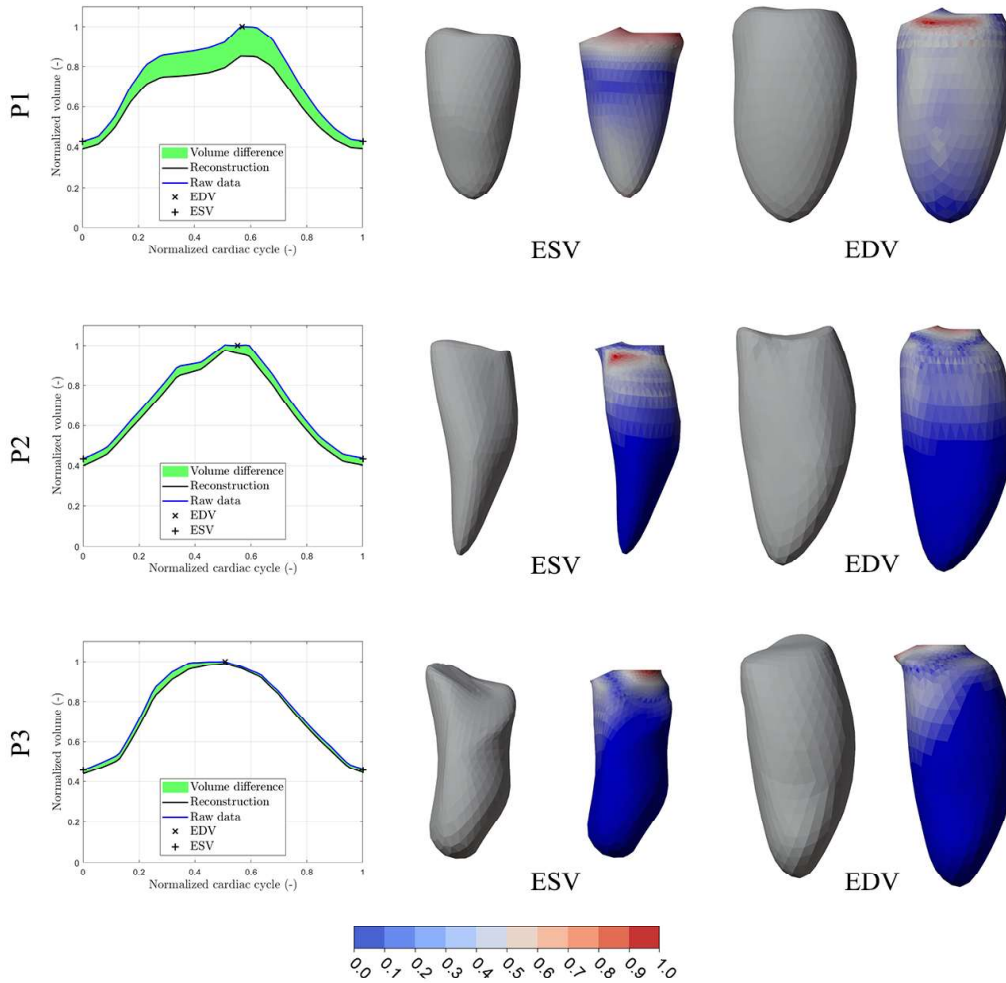 P1
Normalized volume (-)
1
0.8
0.6
0.4
0.2
0
Volume difference
Reconstruction
Raw data
EDV
ESV
0 0.2 0.4 0.6 0.8 1
Normalized cardiac cycle (-)
ESV
EDV
P2
Normalized volume (-)
1
0.8
0.6
0.4
0.2
0
Volume difference
Reconstruction
Raw data
EDV
ESV
0 0.2 0.4 0.6 0.8 1
Normalized cardiac cycle (-)
ESV
EDV
P3
Normalized volume (-)
1
0.8
0.6
0.4
0.2
0
Volume difference
Reconstruction
Raw data
EDV
ESV
0 0.2 0.4 0.6 0.8 1
Normalized cardiac cycle (-)
ESV
EDV
0.0 0.1 0.2 0.3 0.4 0.5 0.6 0.7 0.8 0.9 1.0